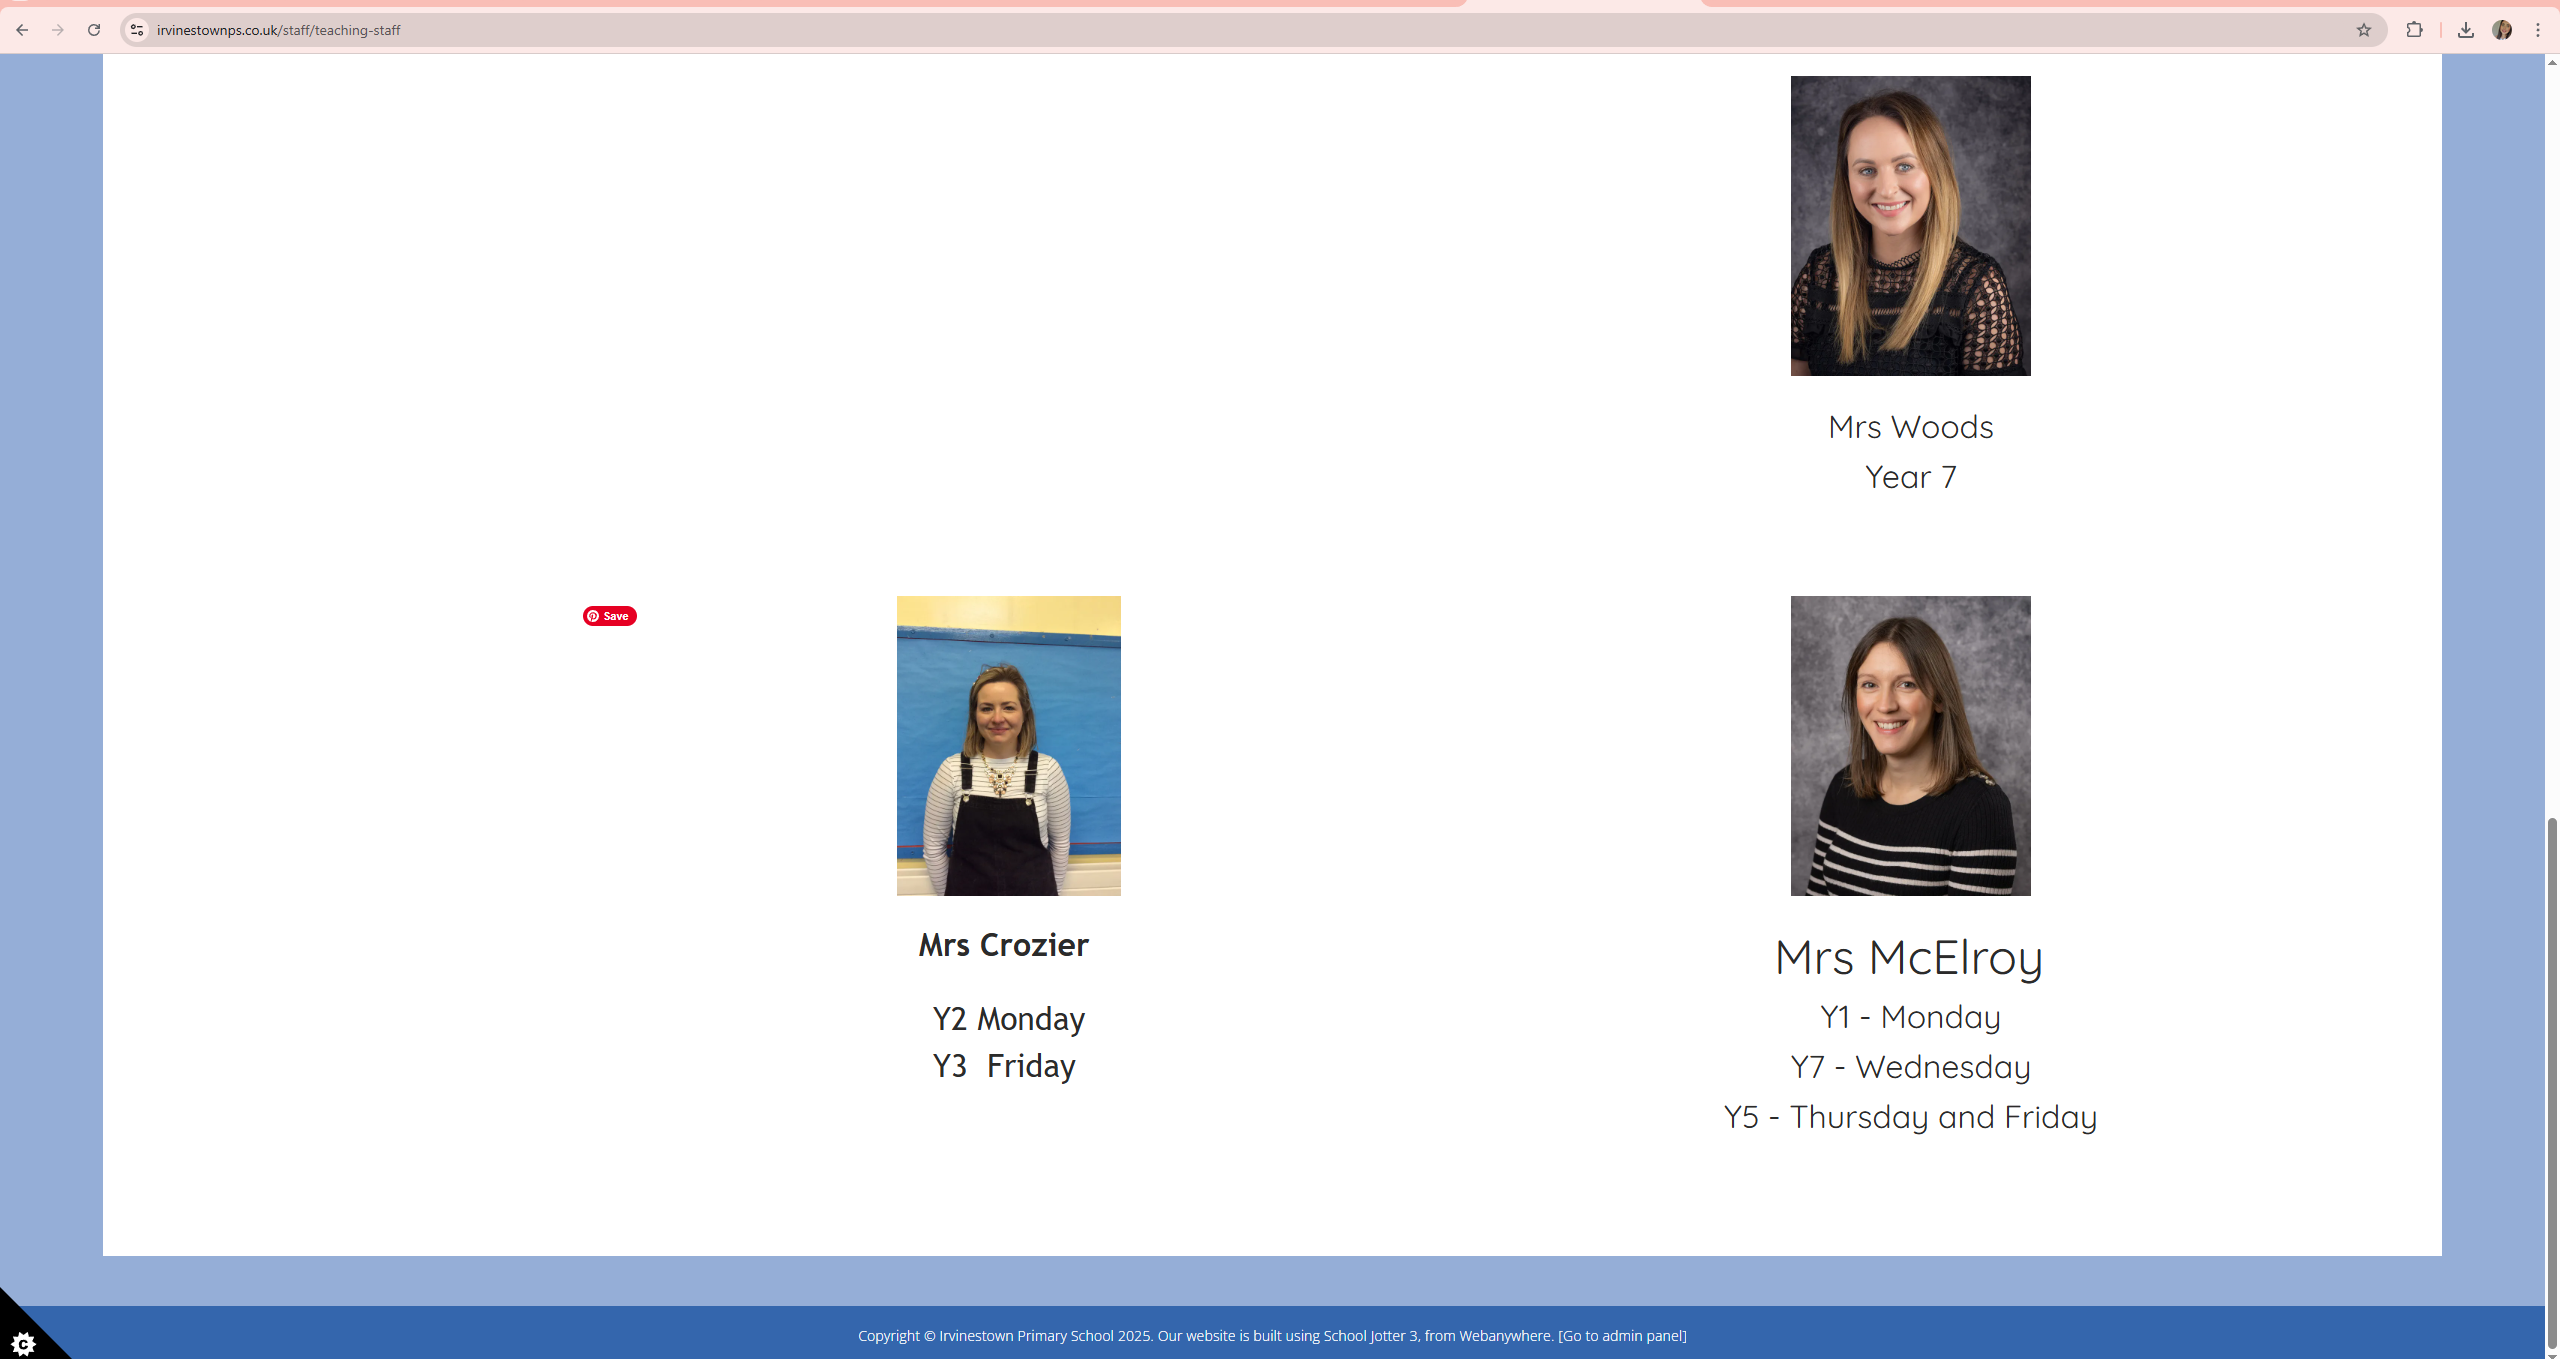 irvinestownps.co.uk/staff/teaching-staff
Mrs Woods
Year 7
Save
Mrs Crozier
Y2 Monday
Y3 Friday
Mrs McElroy
Y1 - Monday
Y7 - Wednesday
Y5 - Thursday and Friday
Copyright © Irvinestown Primary School 2025. Our website is built using School Jotter 3, from Webanywhere. [Go to admin panel]
C